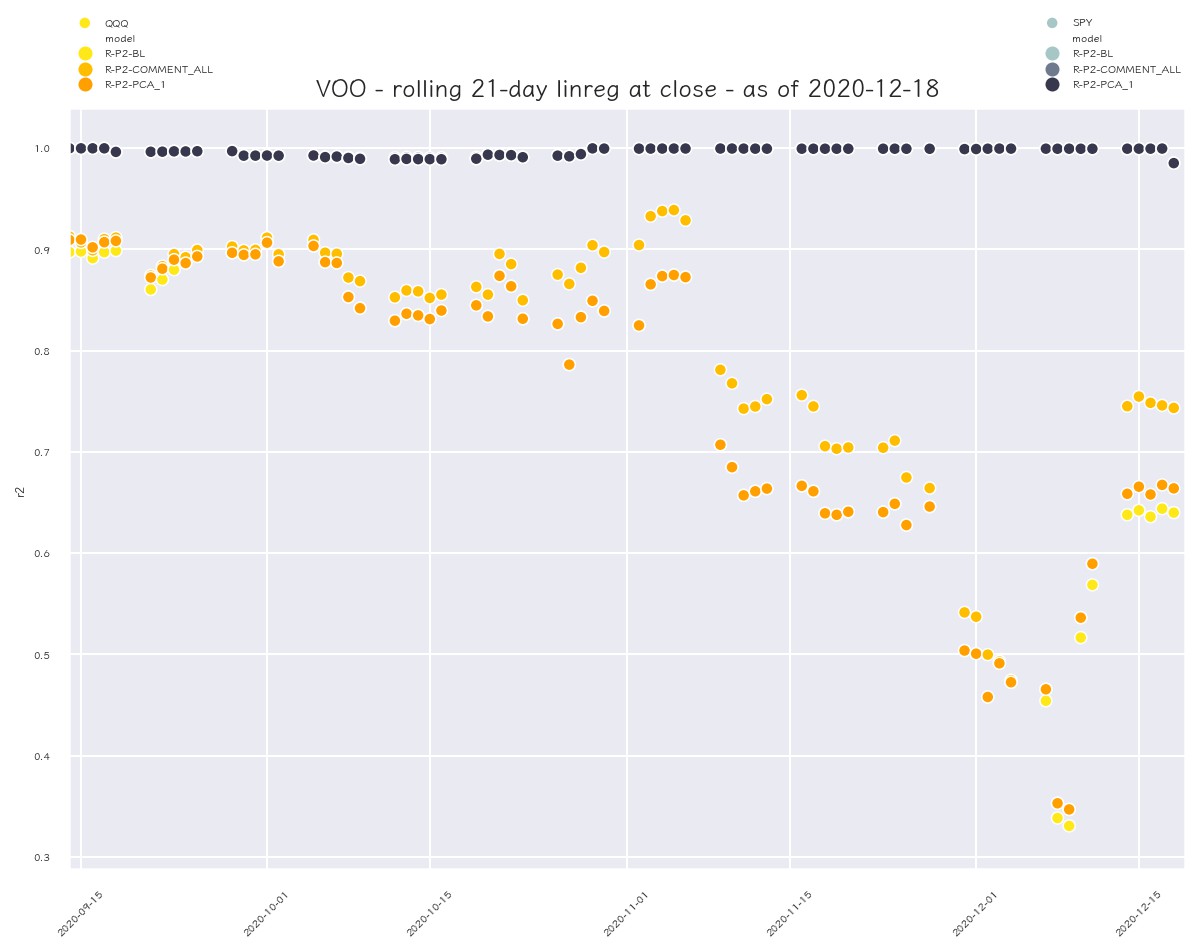 QQQ
model
R-P2-BL
R-P2-COMMENT_ALL
R-P2-PCA_1
SPY
model
R-P2-BL
R-P2-COMMENT_ALL
R-P2-PCA_1
VOO - rolling 21-day linreg at close - as of 2020-12-18
1.0
0.9
0.8
0.7
0.6
0.5
0.4
0.3
r2
2020-09-15
2020-10-01
2020-10-15
2020-11-01
2020-11-15
2020-12-01
2020-12-15